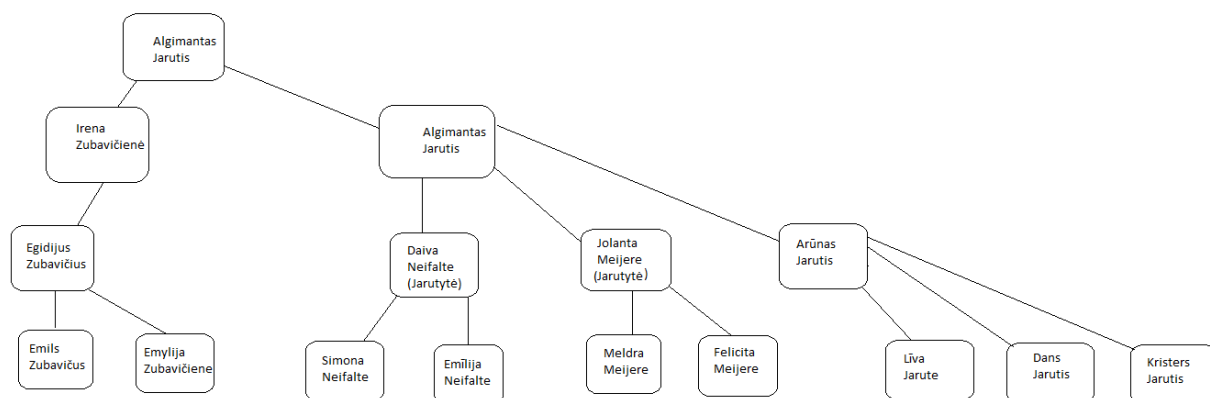 Algimantas
Jarutis
Irena
Zubavičienė
Algimantas
Jarutis
Egidijus
Zubavičius
Daiva
Neifalte
(Jarutytė)
Jolanta
Meijere
(Jarutytė)
Arūnas
Jarutis
Emils
Zubavičus
Emylija
Zubavičiene
Simona
Neifalte
Emīlija
Neifalte
Meldra
Meijere
Felicita
Meijere
Līva
Jarute
Dans
Jarutis
Kristers
Jarutis